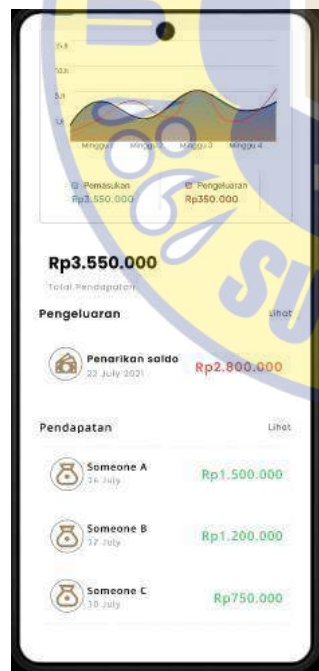 Minggu 1 Minggu 2 Minggu 3 Minggu 4
Pemasukan Pengeluaran
Rp3.550.000 Rp350.000
Rp3.550.000
Total Pendapatan
Pengeluaran Lihat
Penarikan saldo
22 July 2021
Rp2.800.000
Pendapatan Lihat
Someone A
Rp1.500.000
Someone B
27 July
Rp1.200.000
Someone C
30 July
Rp750.000
SU